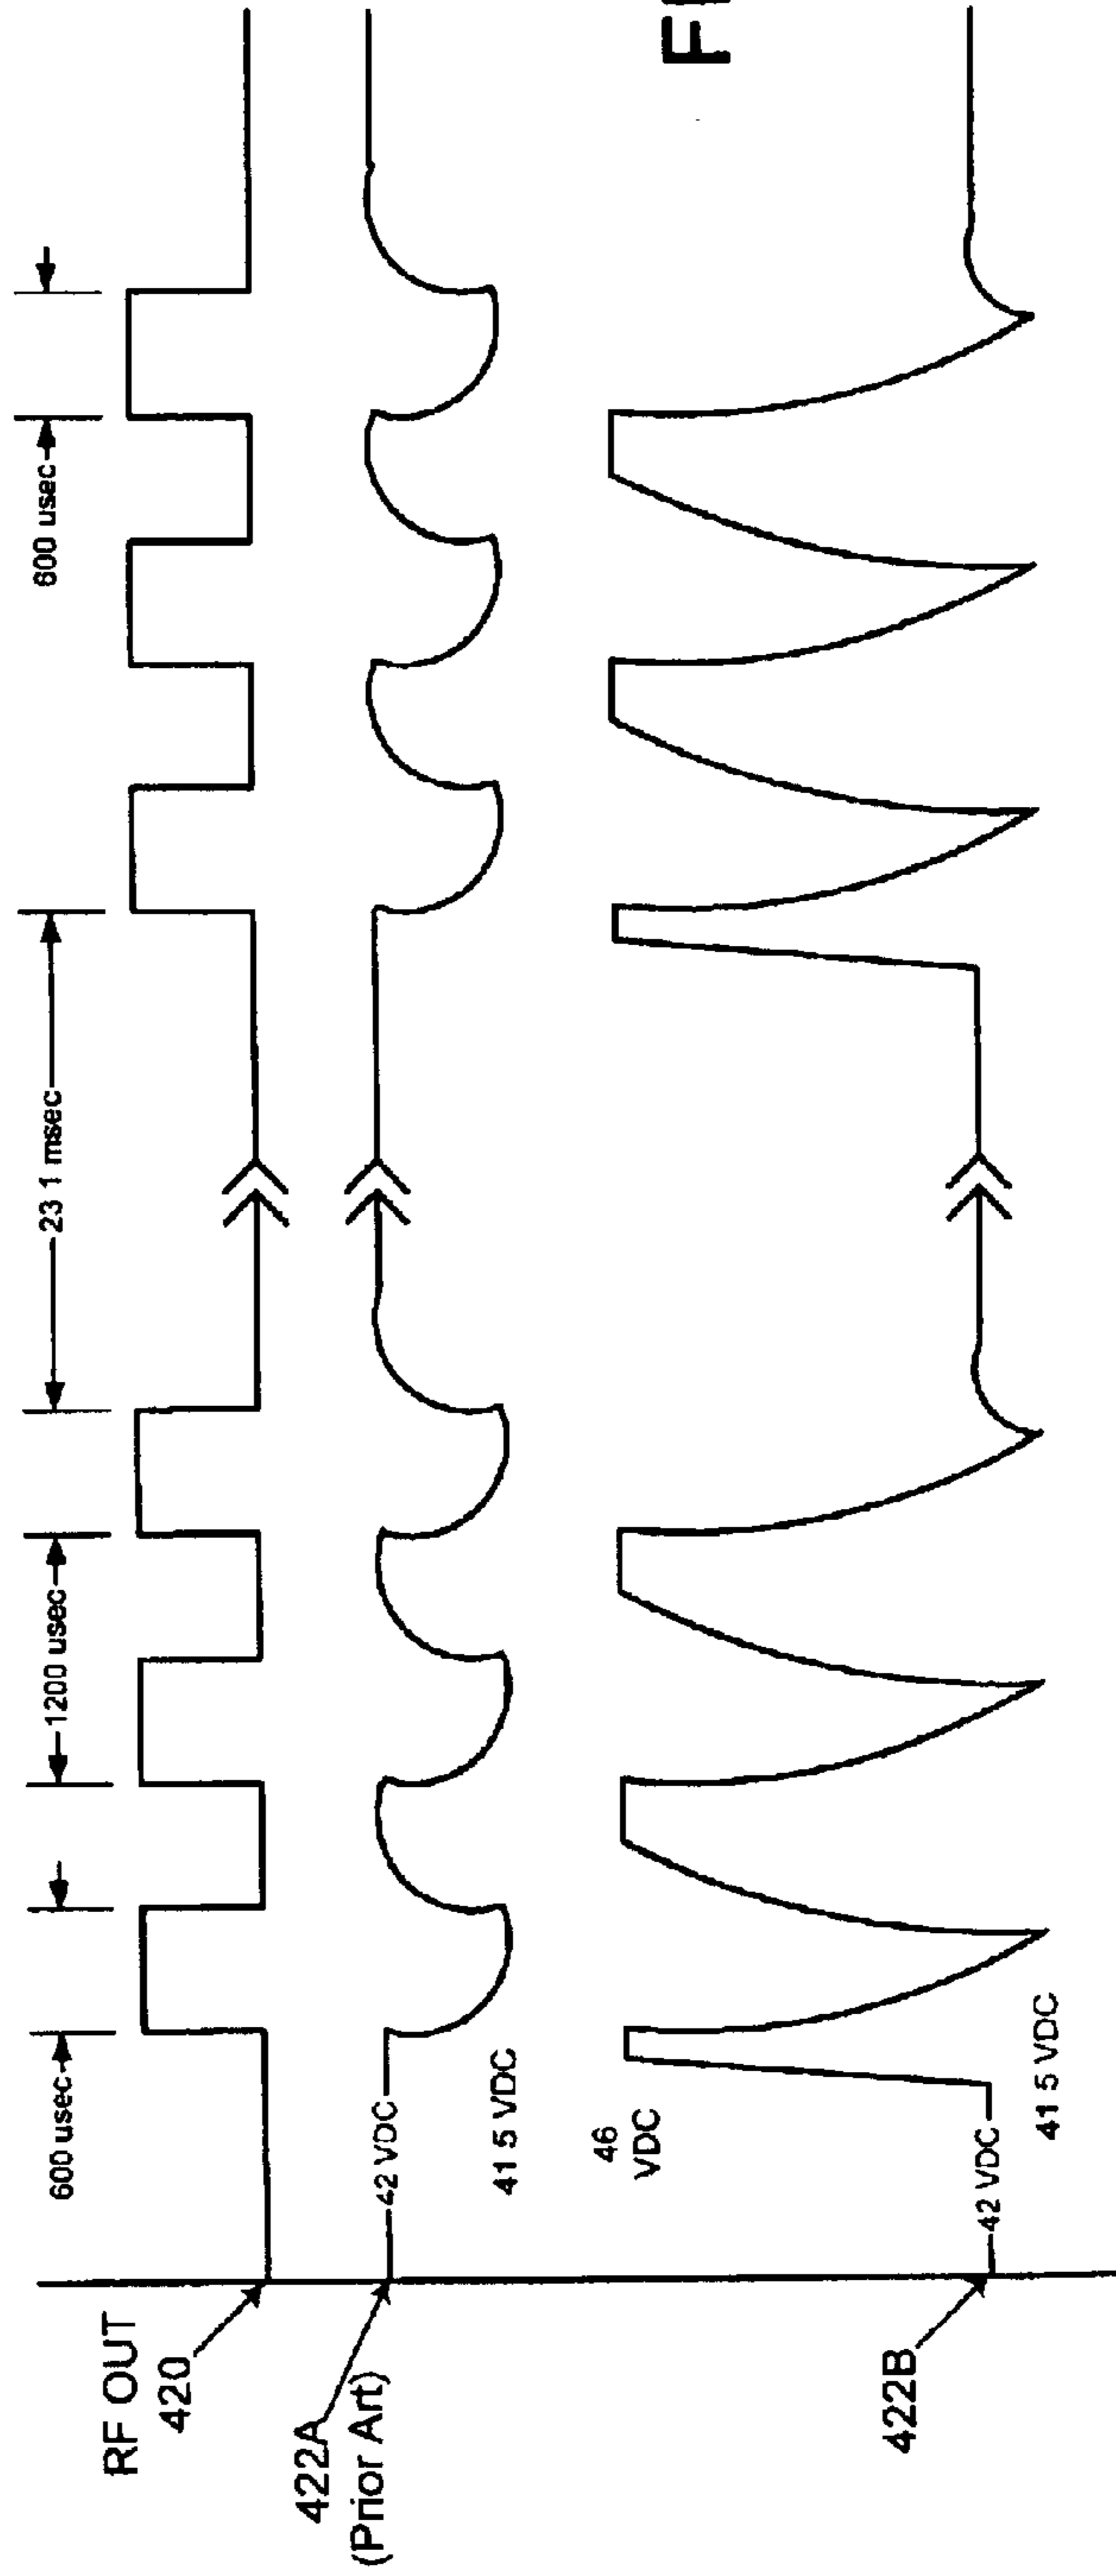 600 usec
1200 usec
23 1 msec
600 usec
RF OUT
420
422A
(Prior Art)
42 VDC
41 5 VDC
46
VDC
422B
42 VDC
41 5 VDC